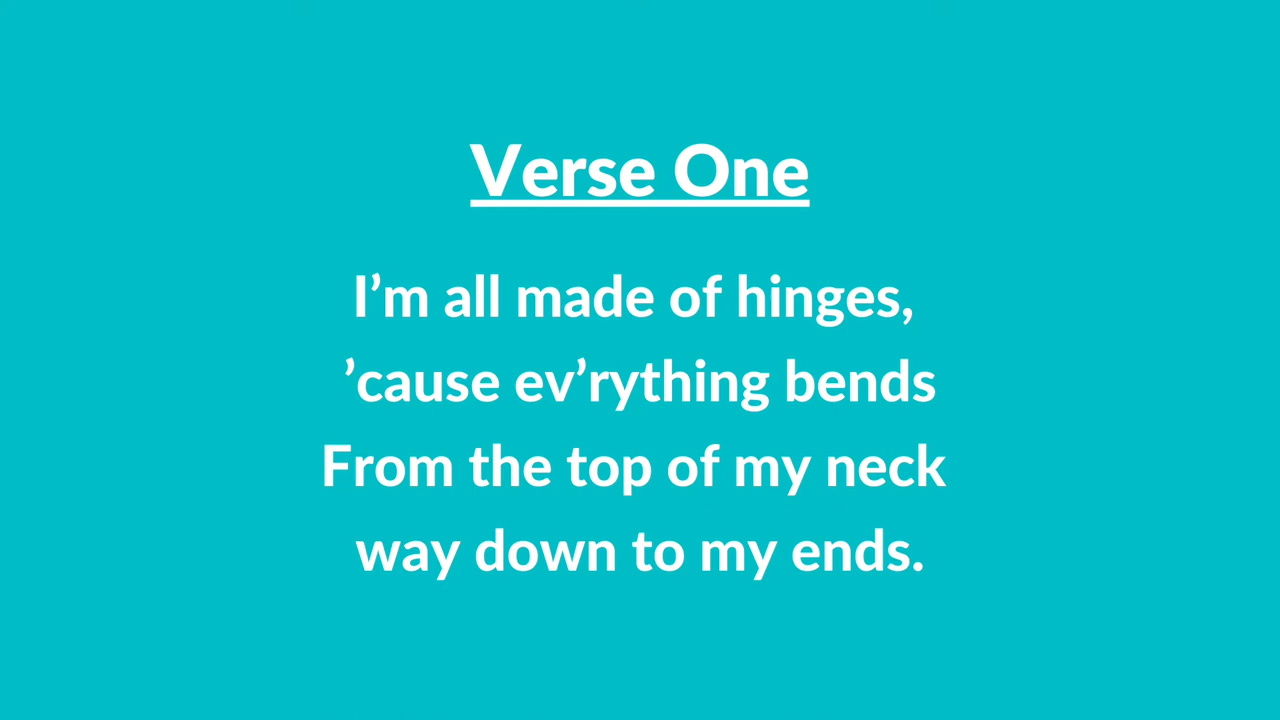 Verse One
I’m all made of hinges,
’cause ev’rything bends
From the top of my neck
way down to my ends.